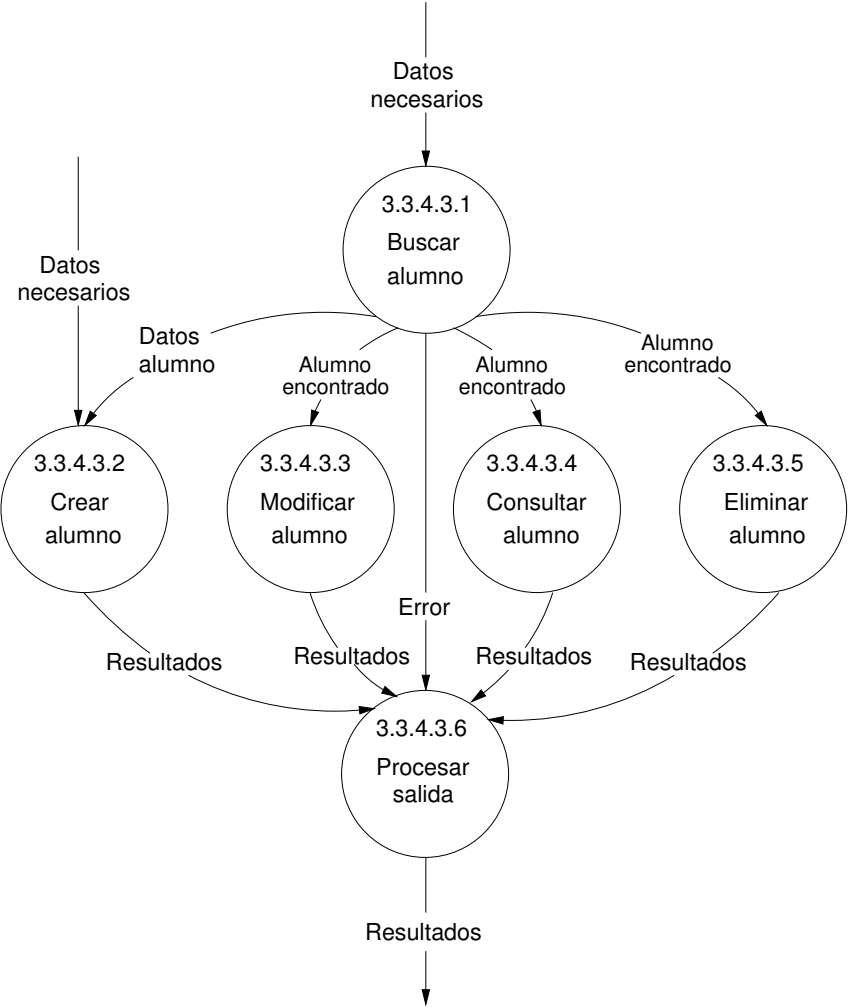 Datos
necesarios
3.3.4.3.1
Buscar
alumno
Datos
necesarios
Datos
alumno
Alumno
encontrado
Alumno
encontrado
Alumno
encontrado
3.3.4.3.2
Crear
alumno
3.3.4.3.3
Modificar
alumno
3.3.4.3.4
Consultar
alumno
3.3.4.3.5
Eliminar
alumno
Error
Resultados
Resultados
Resultados
Resultados
3.3.4.3.6
Procesar
salida
Resultados